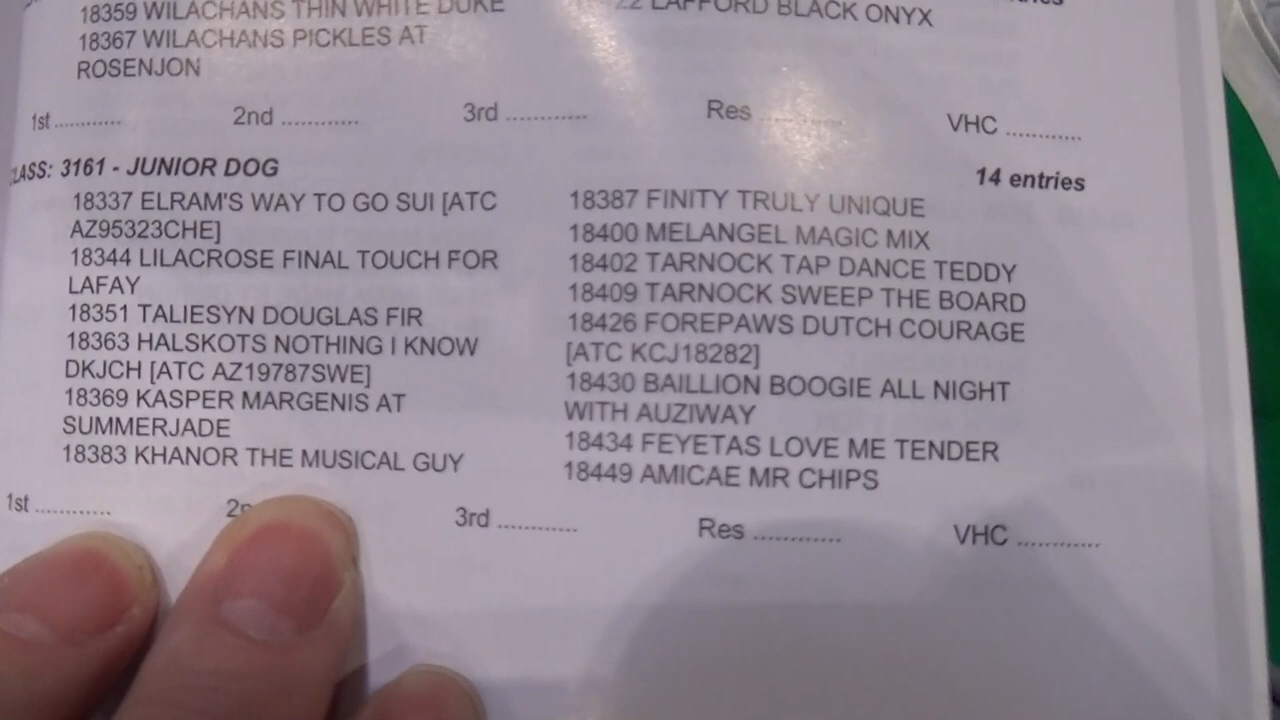 18359 WILACHANS THIN WHITE DUKE
18367 WILACHANS PICKLES AT
ROSENJON
22 LAFFORD BLACK ONYX
1st ............ 2nd ............ 3rd ............ Res ............ VHC ............
CLASS: 3161 - JUNIOR DOG
14 entries
18337 ELRAM'S WAY TO GO SUI [ATC
AZ95323CHE]
18344 LILACROSE FINAL TOUCH FOR
LAFAY
18351 TALIESYN DOUGLAS FIR
18363 HALSKOTS NOTHING I KNOW
DKJCH [ATC AZ19787SWE]
18369 KASPER MARGENIS AT
SUMMERJADE
18383 KHANOR THE MUSICAL GUY
18387 FINITY TRULY UNIQUE
18400 MELANGEL MAGIC MIX
18402 TARNOCK TAP DANCE TEDDY
18409 TARNOCK SWEEP THE BOARD
18426 FOREPAWS DUTCH COURAGE
[ATC KCJ18282]
18430 BAILLION BOOGIE ALL NIGHT
WITH AUZIWAY
18434 FEYETAS LOVE ME TENDER
18449 AMICAE MR CHIPS
1st ............ 2n 3rd ............ Res ............ VHC ............